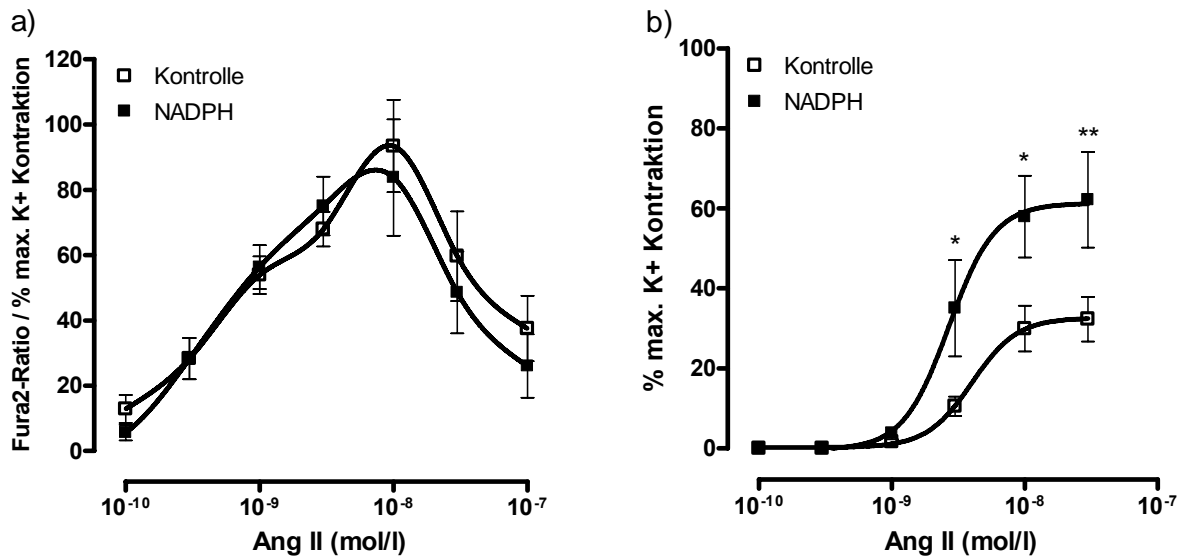 a)
Fura2-Ratio / % max. K+ Kontraktion
120
100
80
60
40
20
0
Kontrolle
NADPH
10-10
10-9
10-8
10-7
Ang II (mol/l)
b)
% max. K+ Kontraktion
100
80
60
40
20
0
Kontrolle
NADPH
*
*
**
10-10
10-9
10-8
10-7
Ang II (mol/l)